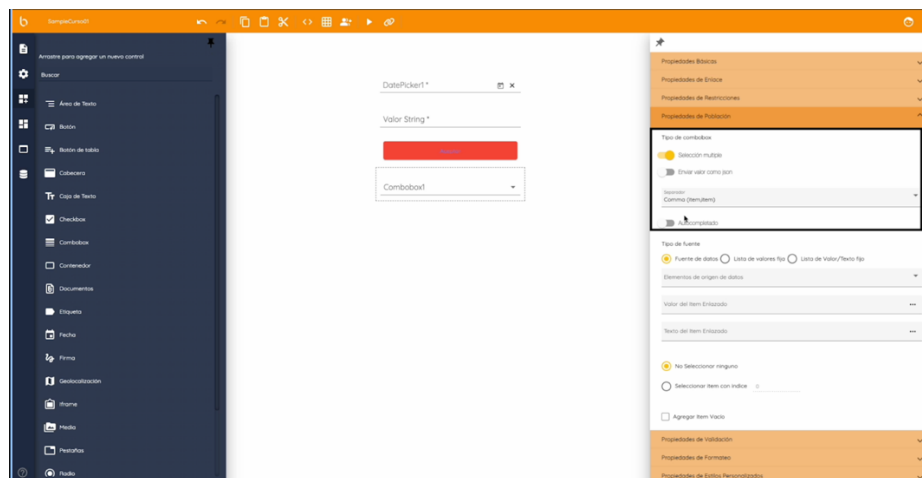 SampleCurso01
Arrastre para agregar un nuevo control
Buscar
Área de Texto
Botón
Botón de tabla
Cabecera
Caja de Texto
Checkbox
Combobox
Contenedor
Documentos
Etiqueta
Fecha
Firma
Geolocalización
Iframe
Media
Pestañas
Radio
DatePicker1 *
Valor String *
Combobox1
Propiedades Básicas
Propiedades de Enlace
Propiedades de Restricciones
Propiedades de Población
Tipo de combobox
Selección multiple
Enviar valor como json
Separador
Comma (item,item)
Autocompletado
Tipo de fuente
Fuente de datos Lista de valores fijo Lista de Valor/Texto fijo
Elementos de origen de datos
Valor del Item Enlazado
Texto del Item Enlazado
No Seleccionar ninguno
Seleccionar Item con indice 0
Agregar Item Vacío
Propiedades de Validación
Propiedades de Formateo
Propiedades de Estilos Personalizados